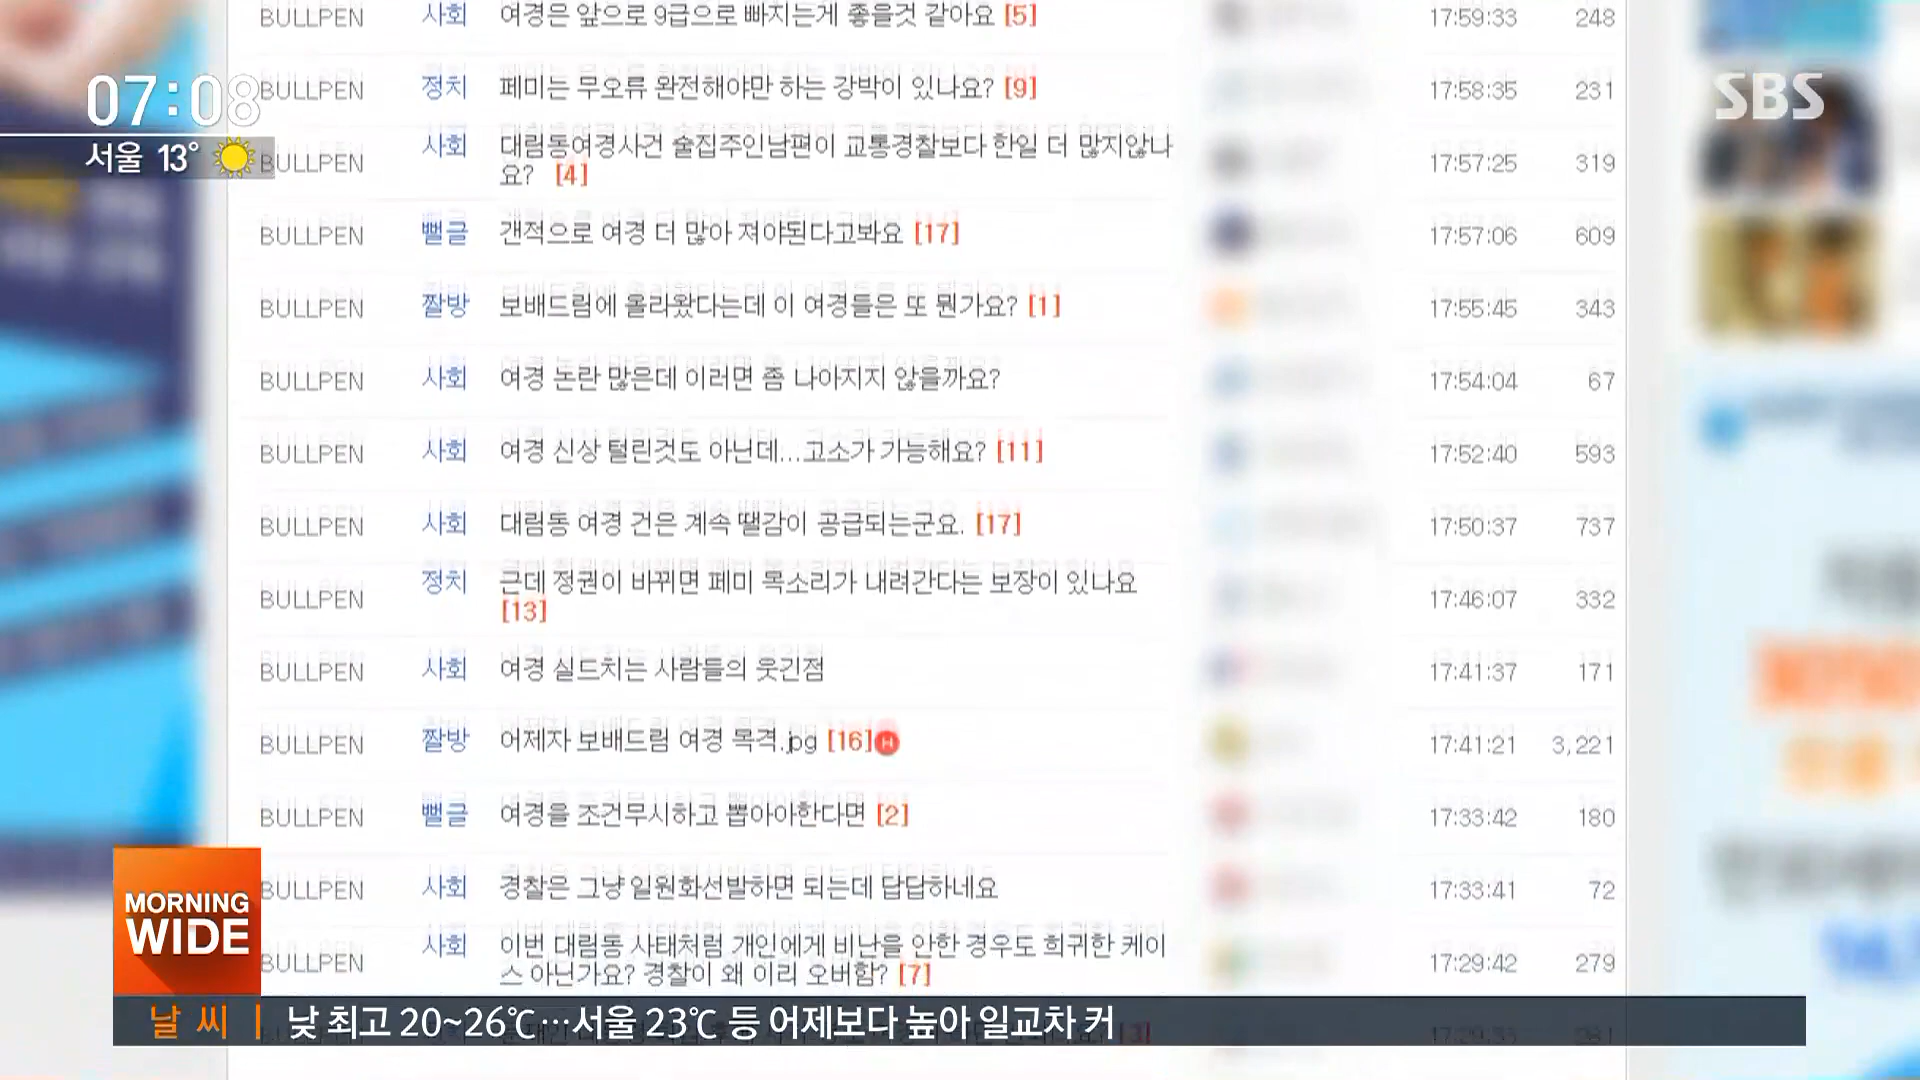 BULLPEN 사회 여경은 앞으로 9급으로 빠지는게 좋을것 같아요 [5] 17:59:33 248
07:08
SBS
BULLPEN 정치 페미는 무오류 완전해야만 하는 강박이 있나요? [9] 17:58:35 231
서울 13°
BULLPEN 사회 대림동여경사건 술집주인남편이 교통경찰보다 한일 더 많지않나
요? [4] 17:57:25 319
BULLPEN 뻘글 갠적으로 여경 더 많아 져야된다고봐요 [17] 17:57:06 609
BULLPEN 짤방 보배드림에 올라왔다는데 이 여경들은 또 뭔가요? [1] 17:55:45 343
BULLPEN 사회 여경 논란 많은데 이러면 좀 나아지지 않을까요? 17:54:04 67
BULLPEN 사회 여경 신상 털린것도 아닌데...고소가 가능해요? [11] 17:52:40 593
BULLPEN 사회 대림동 여경 건은 계속 땔감이 공급되는군요. [17] 17:50:37 737
BULLPEN 정치 근데 정권이 바뀌면 페미 목소리가 내려간다는 보장이 있나요
[13] 17:46:07 332
BULLPEN 사회 여경 실드치는 사람들의 웃긴점 17:41:37 171
BULLPEN 짤방 어제자 보배드림 여경 목격.jpg [16] H 17:41:21 3,221
BULLPEN 뻘글 여경을 조건무시하고 뽑아야한다면 [2] 17:33:42 180
BULLPEN 사회 경찰은 그냥 일원화선발하면 되는데 답답하네요 17:33:41 72
BULLPEN 사회 이번 대림동 사태처럼 개인에게 비난을 안한 경우도 희귀한 케이
스 아닌가요? 경찰이 왜 이리 오버함? [7] 17:29:42 279
MORNING
WIDE
날씨 | 낮 최고 20~26℃…서울 23℃ 등 어제보다 높아 일교차 커